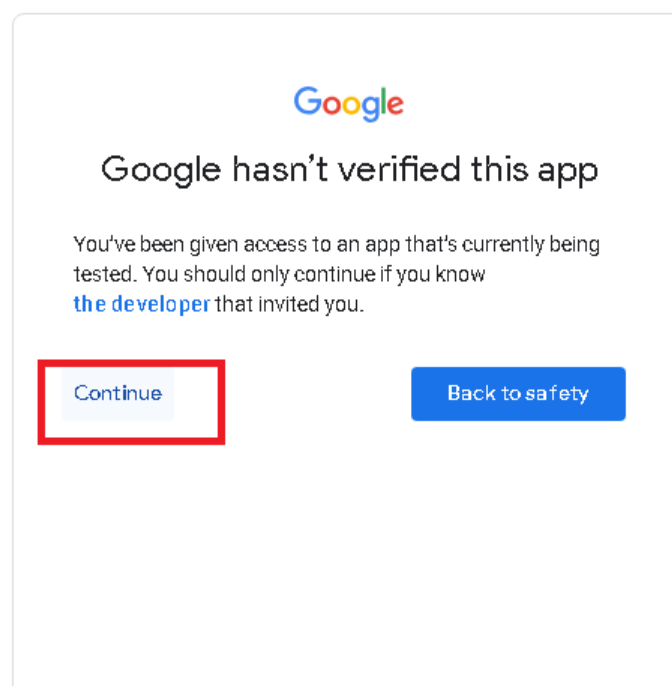 Google
Google hasn't verified this app
You've been given access to an app that's currently being
tested. You should only continue if you know
the developer that invited you.
Continue
Back to safety